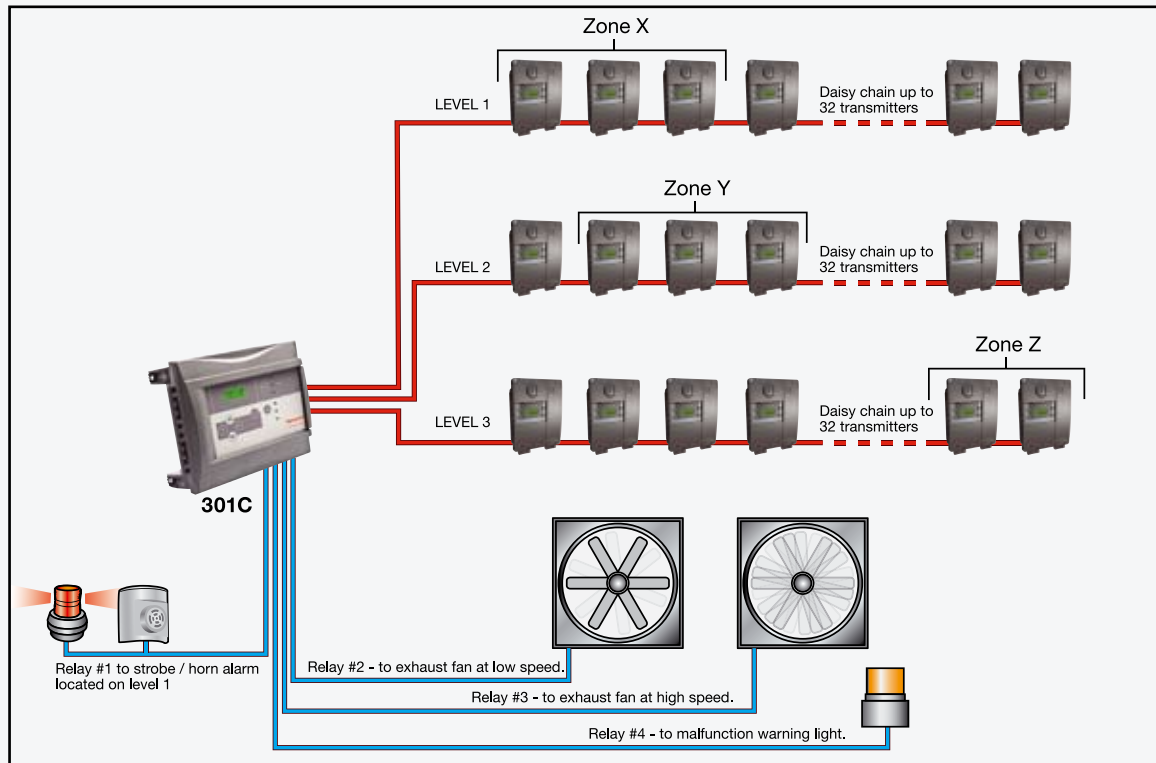 Zone X
LEVEL 1
Daisy chain up to
32 transmitters
Zone Y
LEVEL 2
Daisy chain up to
32 transmitters
Zone Z
LEVEL 3
Daisy chain up to
32 transmitters
301C
Relay #1 to strobe / horn alarm
located on level 1
Relay #2 - to exhaust fan at low speed.
Relay #3 - to exhaust fan at high speed.
Relay #4 - to malfunction warning light.